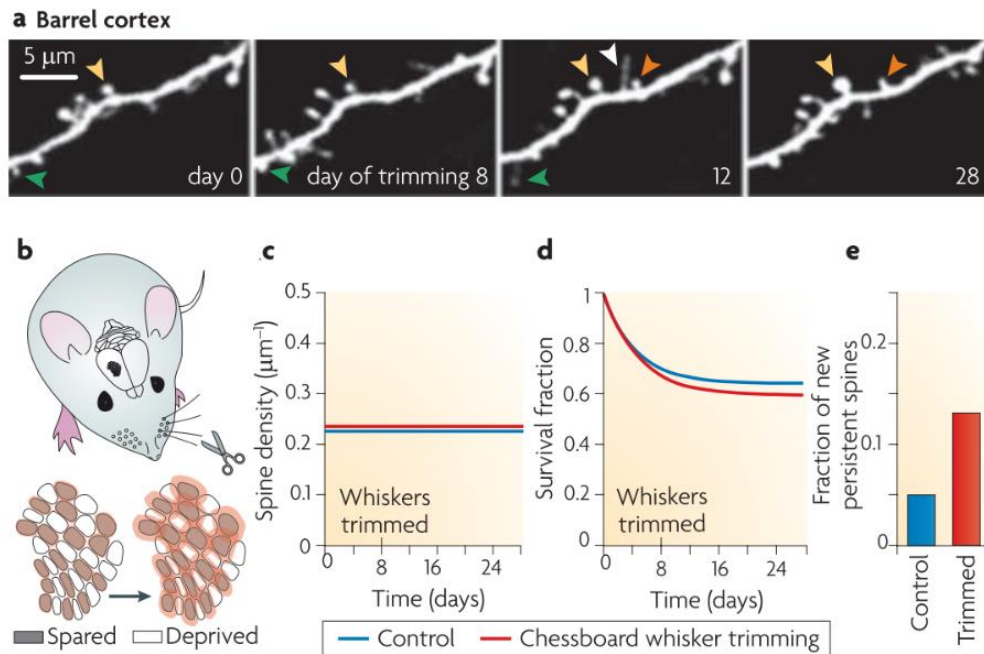 a Barrel cortex
5 μm
day 0
day of trimming 8
12
28
b
c
d
e
Spine density (μm⁻¹)
0.5
0.4
0.3
0.2
0.1
0
Whiskers
trimmed
0 8 16 24
Time (days)
Survival fraction
1
0.8
0.6
0.4
0.2
0
Whiskers
trimmed
0 8 16 24
Time (days)
Fraction of new
persistent spines
0.2
0.1
0
Control
Trimmed
Spared Deprived
Control Chessboard whisker trimming